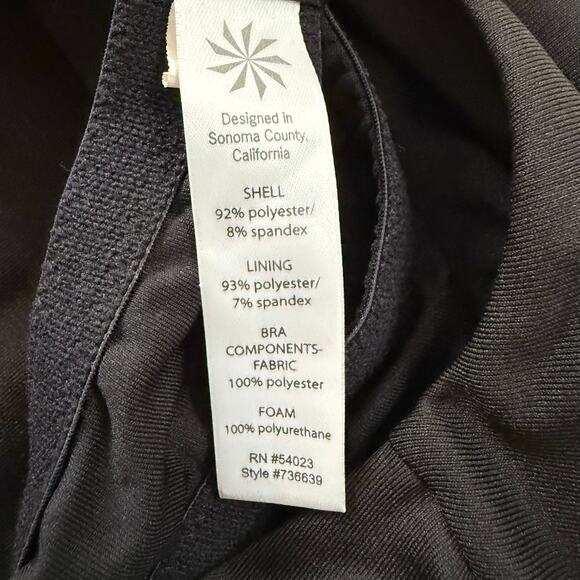 Designed in
Sonoma County,
California
SHELL
92% polyester/
8% spandex
LINING
93% polyester/
7% spandex
BRA
COMPONENTS-
FABRIC
100% polyester
FOAM
100% polyurethane
RN #54023
Style #736639